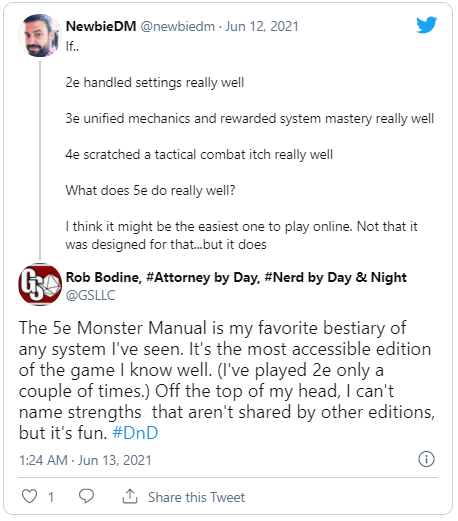 NewbieDM @newbiedm · Jun 12, 2021
If..
2e handled settings really well
3e unified mechanics and rewarded system mastery really well
4e scratched a tactical combat itch really well
What does 5e do really well?
I think it might be the easiest one to play online. Not that it
was designed for that...but it does
Rob Bodine, #Attorney by Day, #Nerd by Day & Night
@GSLLC
The 5e Monster Manual is my favorite bestiary of
any system I've seen. It's the most accessible edition
of the game I know well. (I've played 2e only a
couple of times.) Off the top of my head, I can't
name strengths  that aren't shared by other editions,
but it's fun. #DnD
1:24 AM · Jun 13, 2021
1
Share this Tweet